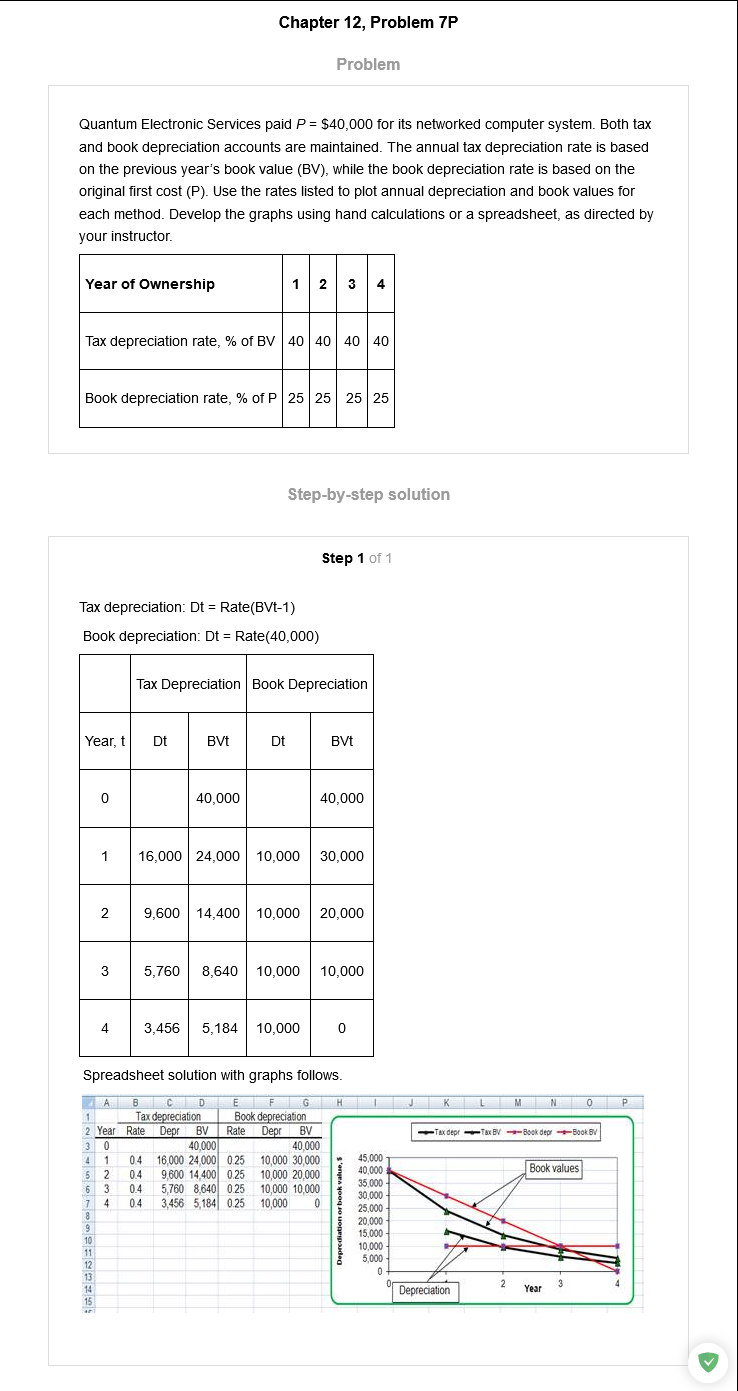 Chapter 12, Problem 7P
Problem
Quantum Electronic Services paid P = $40,000 for its networked computer system. Both tax
and book depreciation accounts are maintained. The annual tax depreciation rate is based
on the previous year's book value (BV), while the book depreciation rate is based on the
original first cost (P). Use the rates listed to plot annual depreciation and book values for
each method. Develop the graphs using hand calculations or a spreadsheet, as directed by
your instructor.
Year of Ownership 1 2 3 4
Tax depreciation rate, % of BV 40 40 40 40
Book depreciation rate, % of P 25 25 25 25
Step-by-step solution
Step 1 of 1
Tax depreciation: Dt = Rate(BVt-1)
Book depreciation: Dt = Rate(40,000)
Tax Depreciation Book Depreciation
Year, t Dt BVt Dt BVt
0 40,000 40,000
1 16,000 24,000 10,000 30,000
2 9,600 14,400 10,000 20,000
3 5,760 8,640 10,000 10,000
4 3,456 5,184 10,000 0
Spreadsheet solution with graphs follows.
A B C D E F G H I J K L M N O P
1 Tax depreciation Book depreciation
2 Year Rate Depr BV Rate Depr BV
3 0 40,000 40,000
4 1 0.4 16,000 24,000 0.25 10,000 30,000
5 2 0.4 9,600 14,400 0.25 10,000 20,000
6 3 0.4 5,760 8,640 0.25 10,000 10,000
7 4 0.4 3,456 5,184 0.25 10,000 0
8
9
10
11
12
13
14
15
Tax depr Tax BV Book depr Book BV
Depreciation or book value, $
45,000
40,000
35,000
30,000
25,000
20,000
15,000
10,000
5,000
0
Book values
Depreciation
0 2 3 4
Year